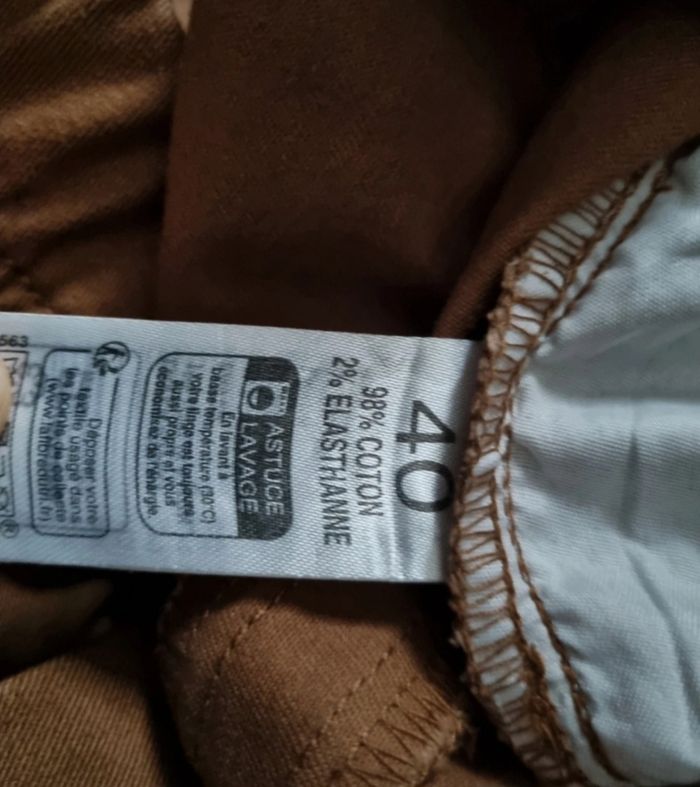 40
98% COTON
2% ELASTHANNE
ASTUCE
LAVAGE
En lavant à
basse température (30°C)
votre linge est toujours
aussi propre et vous
économisez de l'énergie.
Déposer votre
textile usagé dans
les points de collecte
(www.lafibredutri.fr)
563